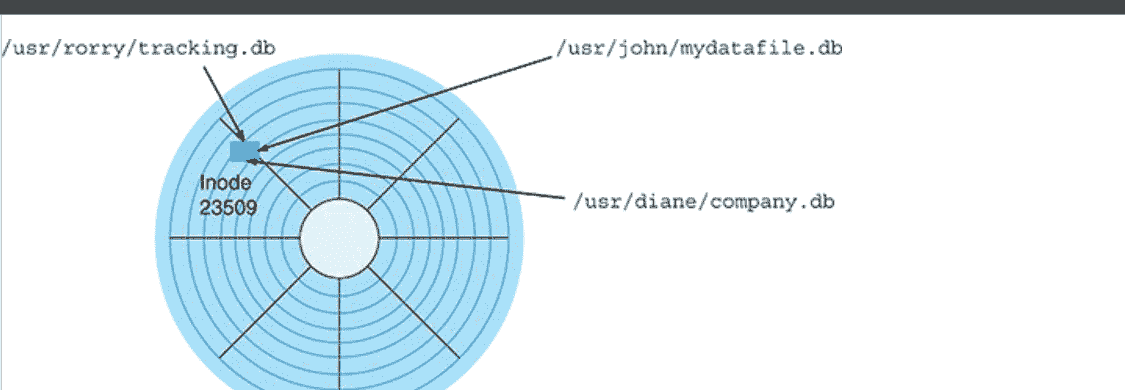 /usr/rorry/tracking.db
/usr/john/mydatafile.db
Inode
23509
/usr/diane/company.db